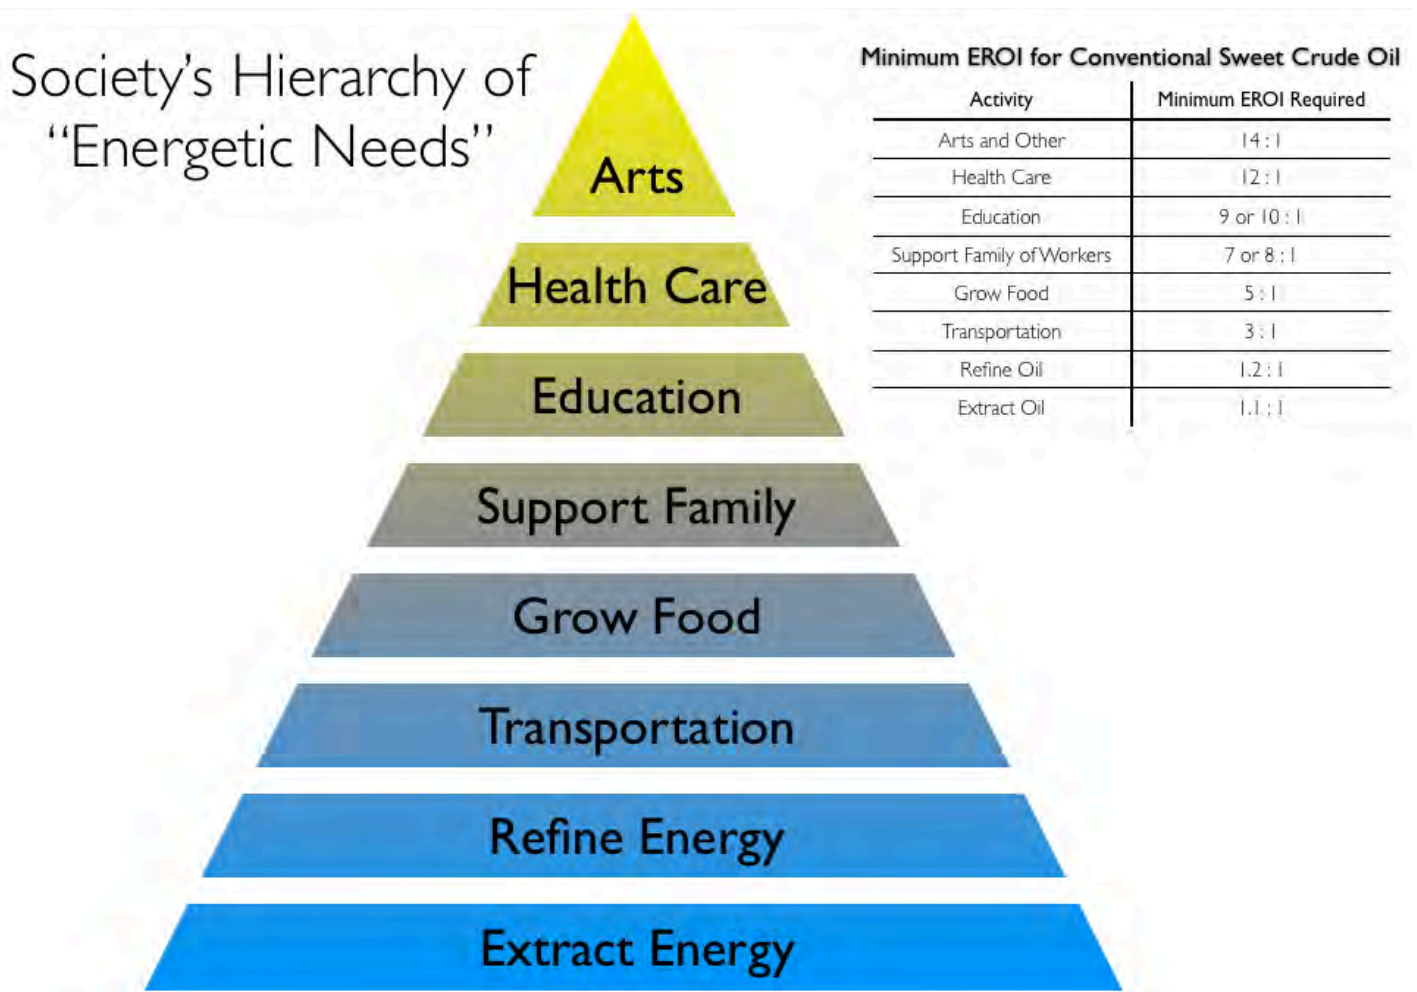 Society's Hierarchy of
“Energetic Needs”
Arts
Health Care
Education
Support Family
Grow Food
Transportation
Refine Energy
Extract Energy
Minimum EROI for Conventional Sweet Crude Oil
Activity Minimum EROI Required
Arts and Other 14 : 1
Health Care 12 : 1
Education 9 or 10 : 1
Support Family of Workers 7 or 8 : 1
Grow Food 5 : 1
Transportation 3 : 1
Refine Oil 1.2 : 1
Extract Oil 1.1 : 1